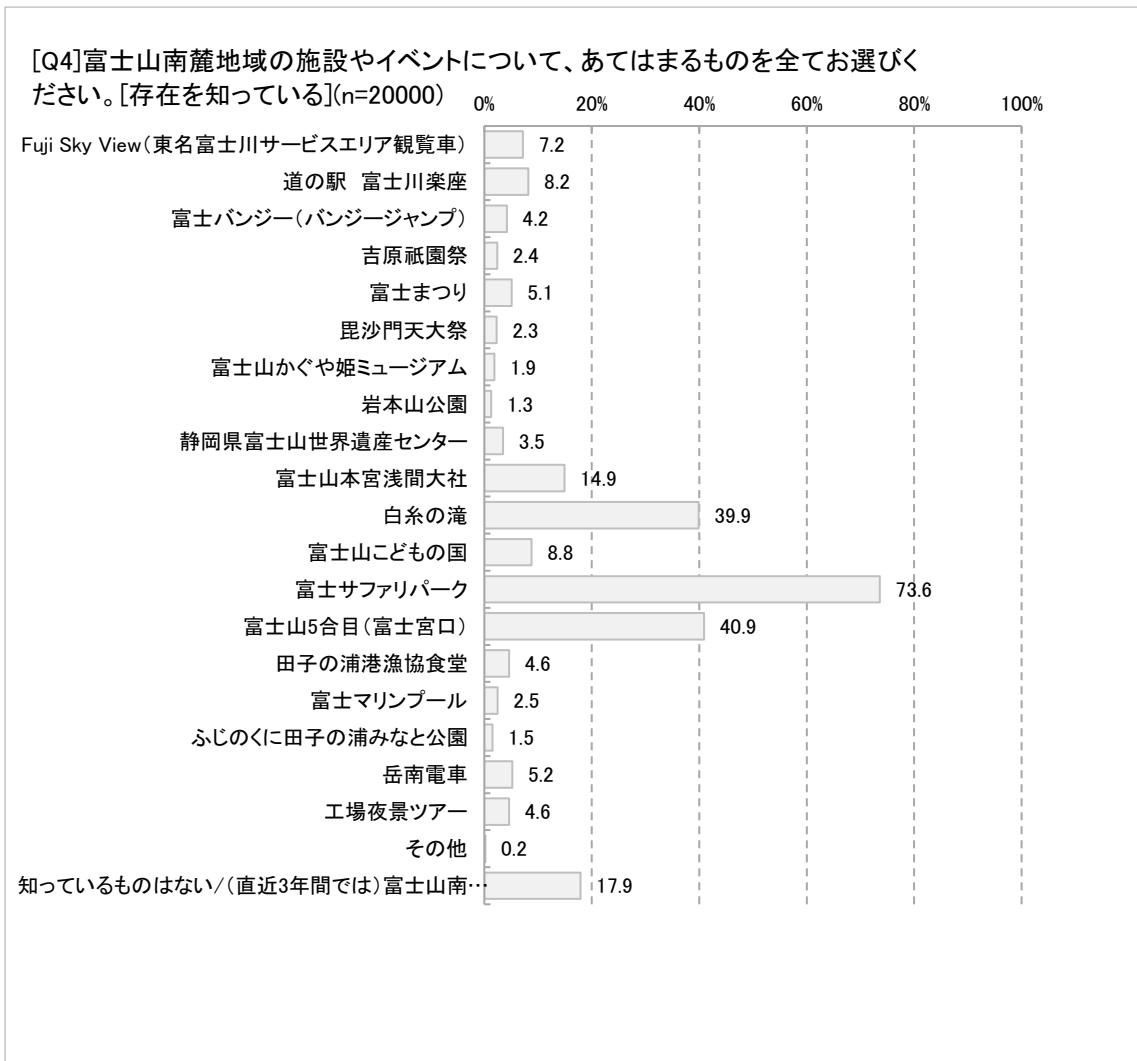 [Q4]富士山南麓地域の施設やイベントについて、あてはまるものを全てお選びく
ださい。[存在を知っている](n=20000)
0% 20% 40% 60% 80% 100%
Fuji Sky View(東名富士川サービスエリア観覧車) 7.2
道の駅　富士川楽座 8.2
富士バンジー(バンジージャンプ) 4.2
吉原祇園祭 2.4
富士まつり 5.1
毘沙門天大祭 2.3
富士山かぐや姫ミュージアム 1.9
岩本山公園 1.3
静岡県富士山世界遺産センター 3.5
富士山本宮浅間大社 14.9
白糸の滝 39.9
富士山こどもの国 8.8
富士サファリパーク 73.6
富士山5合目(富士宮口) 40.9
田子の浦港漁協食堂 4.6
富士マリンプール 2.5
ふじのくに田子の浦みなと公園 1.5
岳南電車 5.2
工場夜景ツアー 4.6
その他 0.2
知っているものはない/(直近3年間では)富士山南… 17.9